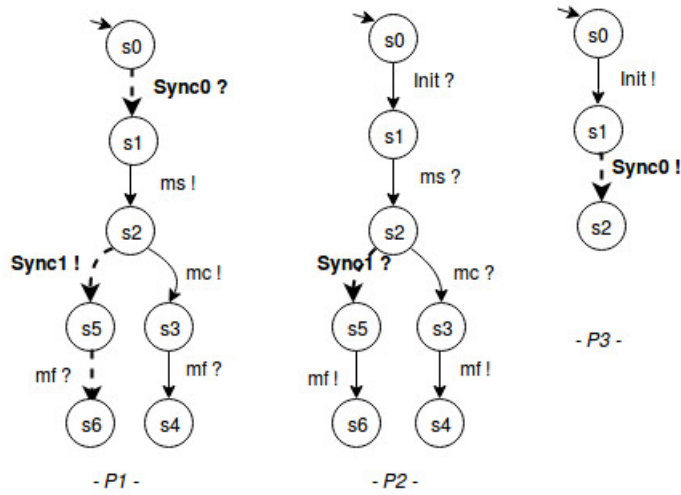 s0
Sync0 ?
s1
ms !
s2
Sync1 !
mc !
s5
s3
mf ?
mf ?
s6
s4
- P1 -
s0
Init ?
s1
ms ?
s2
Sync1 ?
mc ?
s5
s3
mf !
mf !
s6
s4
- P2 -
s0
Init !
s1
Sync0 !
s2
- P3 -